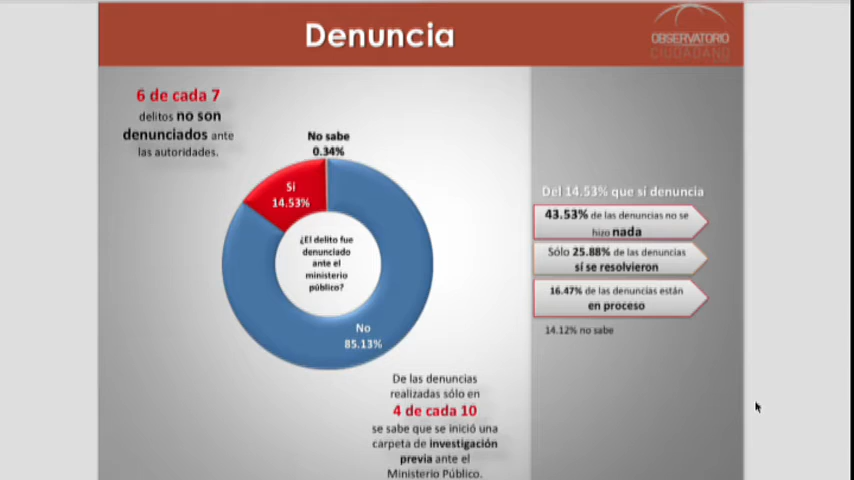 Denuncia
OBSERVATORIO
CIUDADANO
6 de cada 7
delitos no son
denunciados ante
las autoridades.
No sabe
0.34%
Si
14.53%
¿El delito fue
denunciado
ante el
ministerio
público?
No
85.13%
De las denuncias
realizadas sólo en
4 de cada 10
se sabe que se inició una
carpeta de investigación
previa ante el
Ministerio Público.
Del 14.53% que sí denuncia
43.53% de las denuncias no se
hizo nada
Sólo 25.88% de las denuncias
sí se resolvieron
16.47% de las denuncias están
en proceso
14.12% no sabe